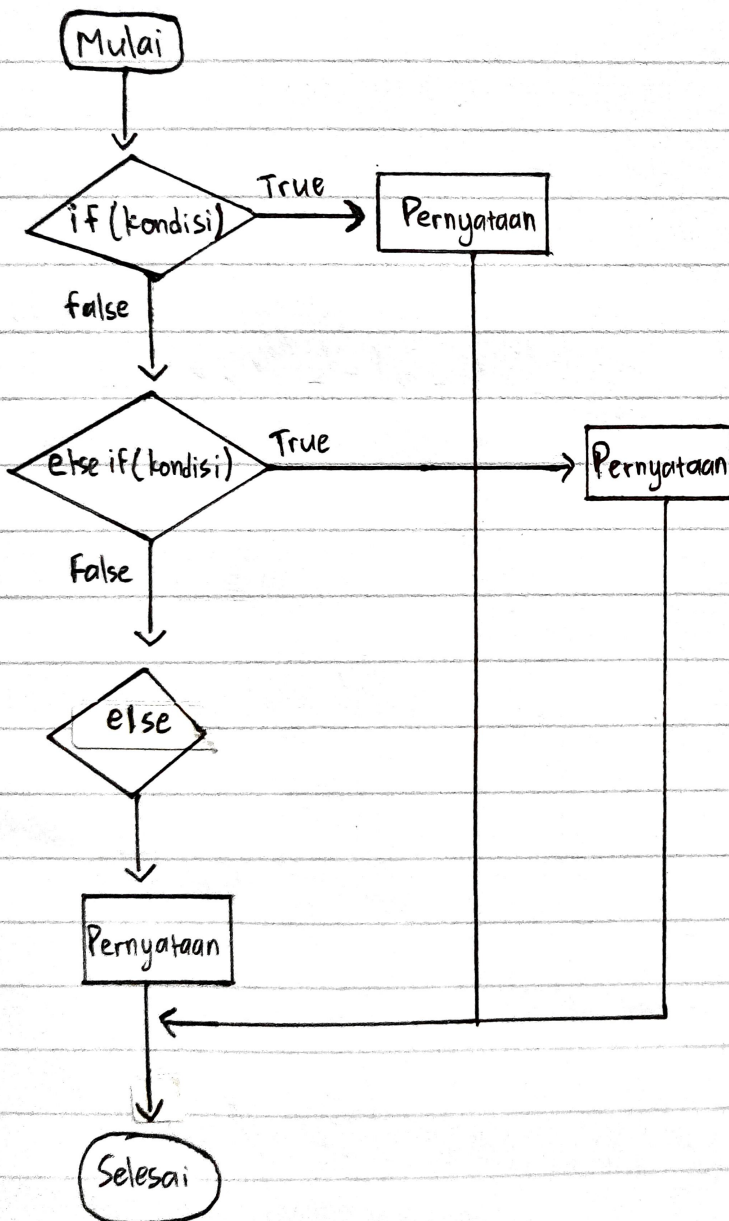 Mulai
if (kondisi)
True
Pernyataan
false
else if (kondisi)
True
Pernyataan
False
else
Pernyataan
Selesai